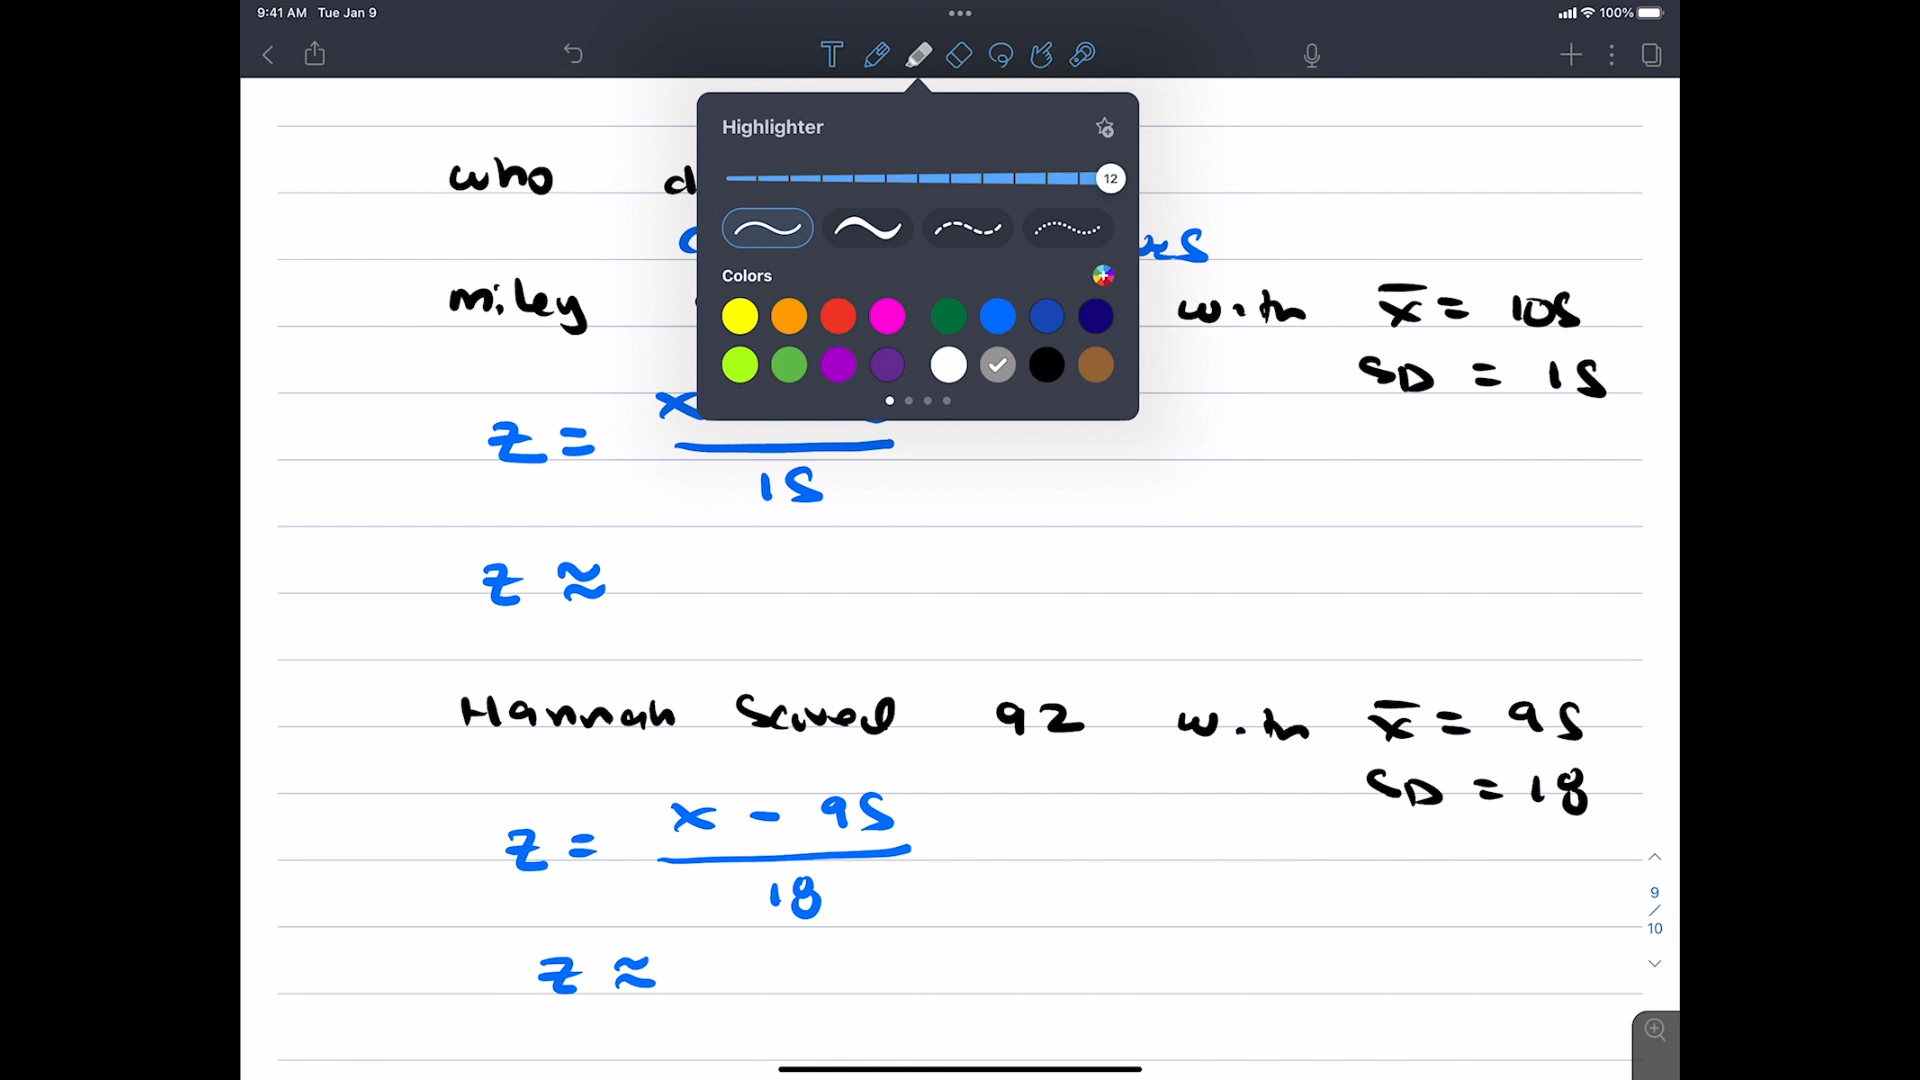 9:41 AM Tue Jan 9
100%
T
Highlighter
12
Colors
who
miley with x̄ = 105
SD = 15
z = x
15
z ≈
Hannah Scored 92 with x̄ = 95
SD = 18
z = x - 95
18
z ≈
9
/
10